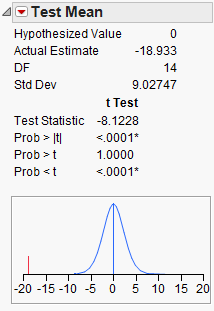 Test Mean
Hypothesized Value 0
Actual Estimate -18.933
DF 14
Std Dev 9.02747
t Test
Test Statistic -8.1228
Prob > |t| <.0001*
Prob > t 1.0000
Prob < t <.0001*
-20 -15 -10 -5 0 5 10 15 20